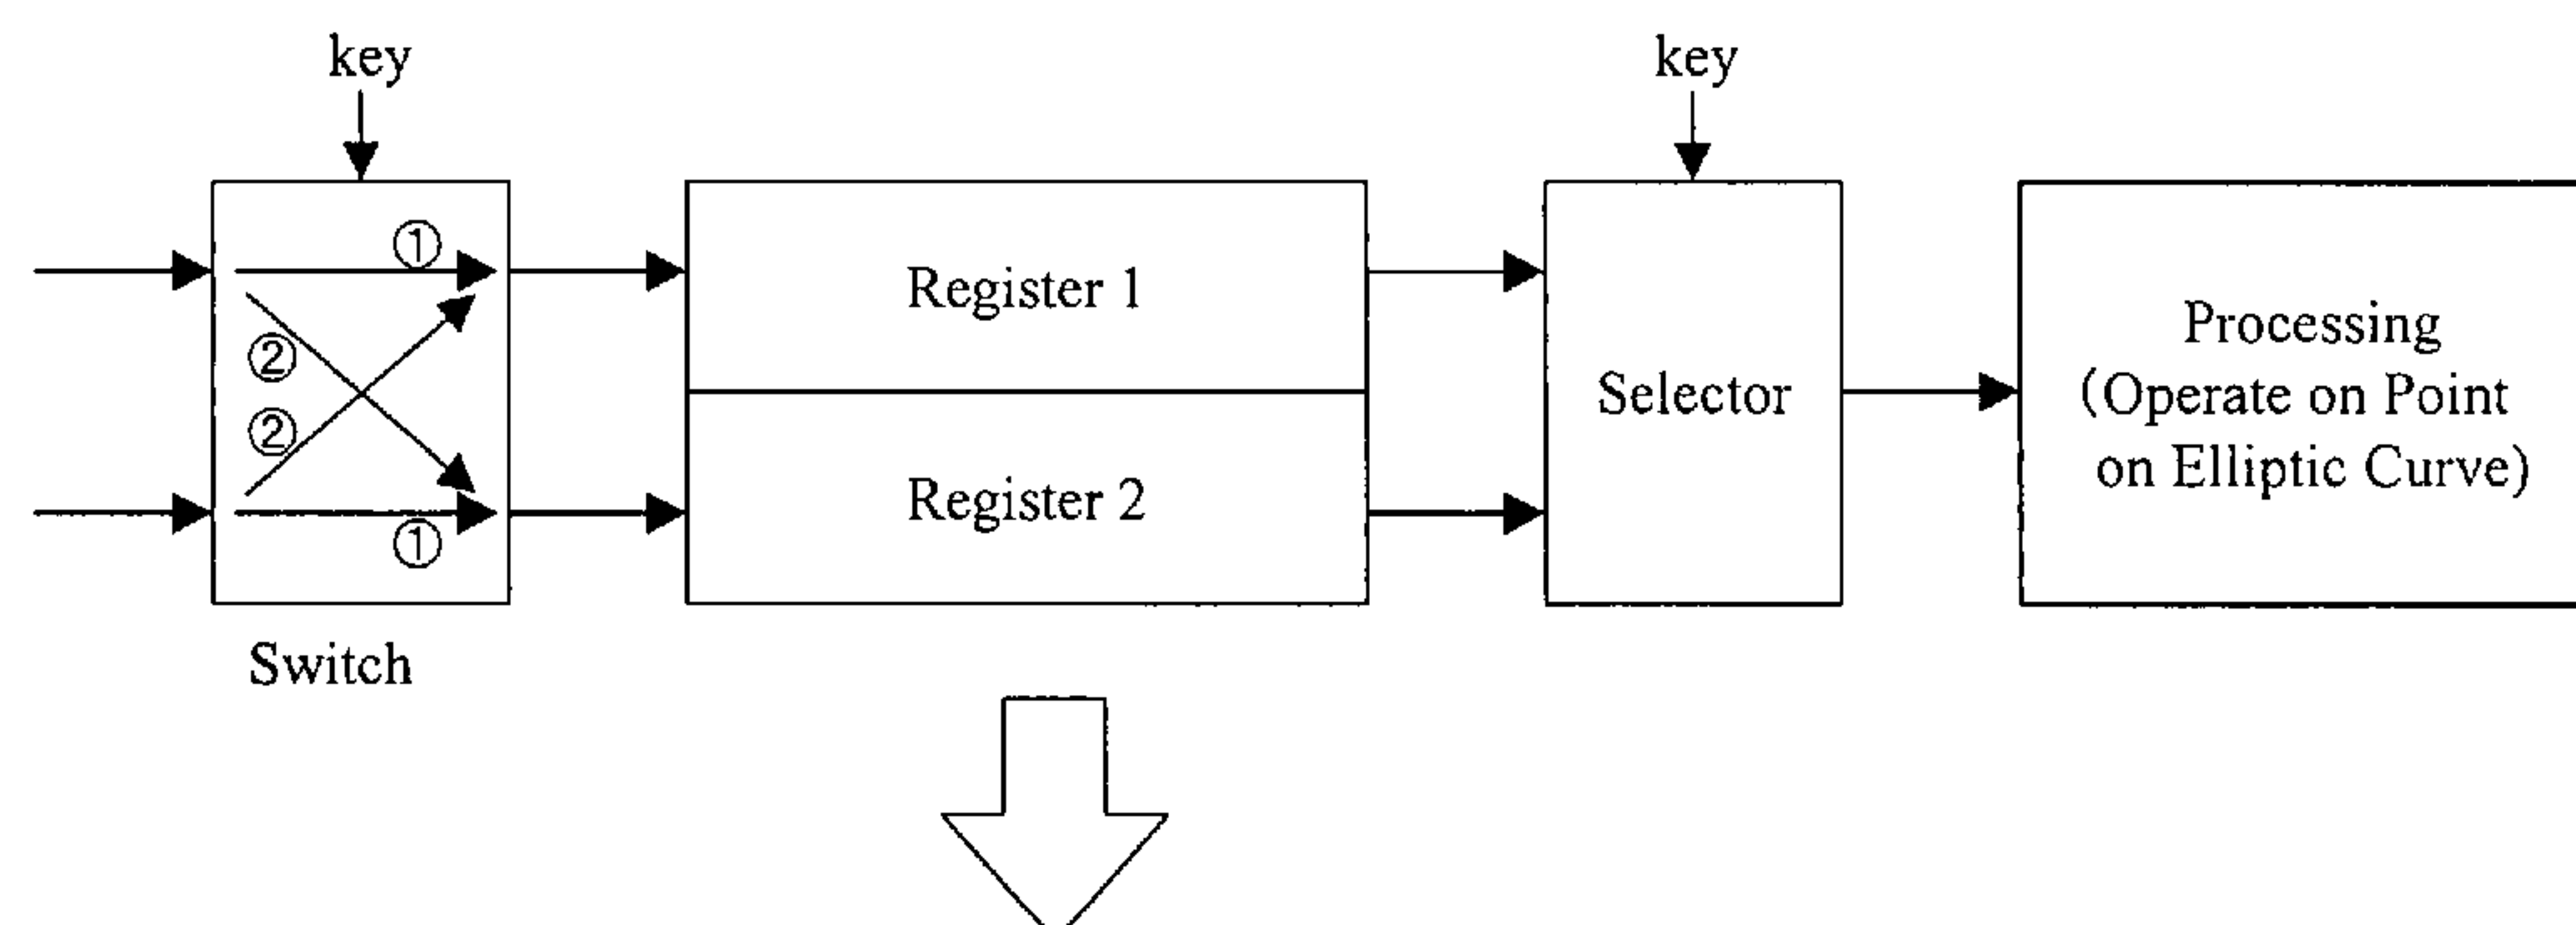 key
key
①
②
②
①
Register 1
Register 2
Selector
Processing
(Operate on Point
on Elliptic Curve)
Switch